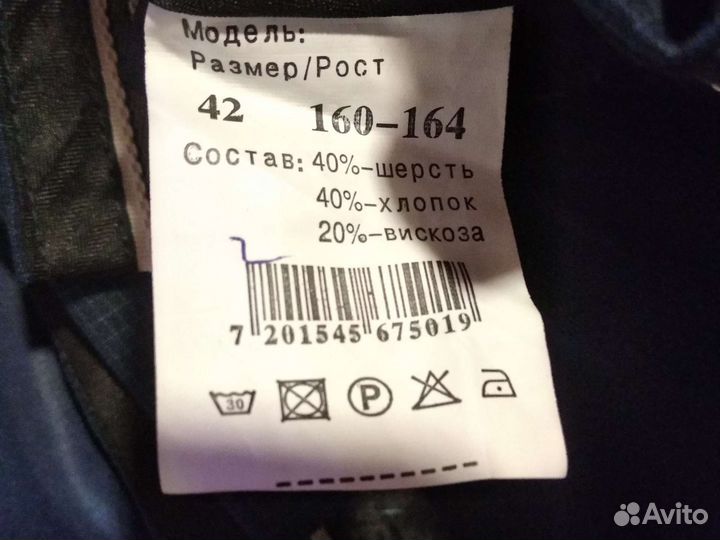 Модель:
Размер/Рост
42 160-164
Состав: 40%-шерсть
40%-хлопок
20%-вискоза
7 201545 675019
30 P
Avito